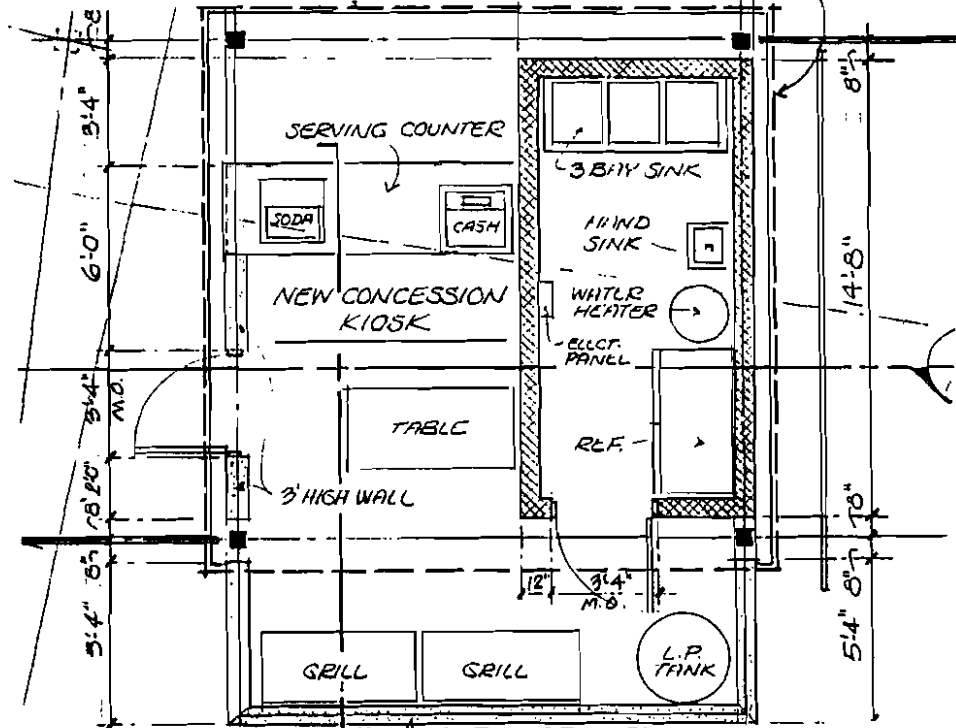 SERVING COUNTER
SODA
CASH
NEW CONCESSION
KIOSK
TABLE
3' HIGH WALL
GRILL
GRILL
3 BAY SINK
HAND
SINK
WATER
HEATER
ELECT.
PANEL
REF.
12"
3'4"
M.O.
L.P.
TANK
3'4"
6'0"
3'4"
M.O.
8"
8"
14'8"
8"
8"
5'4"